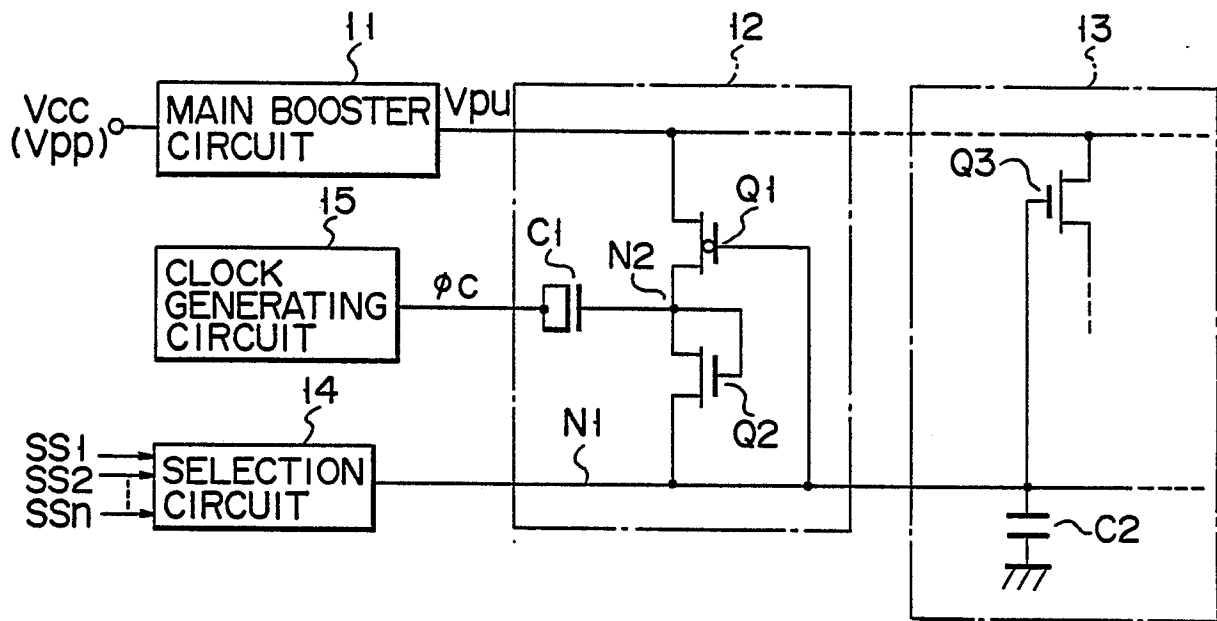 11
12
13
Vcc
(Vpp)
MAIN BOOSTER
CIRCUIT
Vpu
Q3
15
C1
N2
Q1
CLOCK
GENERATING
CIRCUIT
φC
14
N1
Q2
SS1
SS2
SSn
SELECTION
CIRCUIT
C2